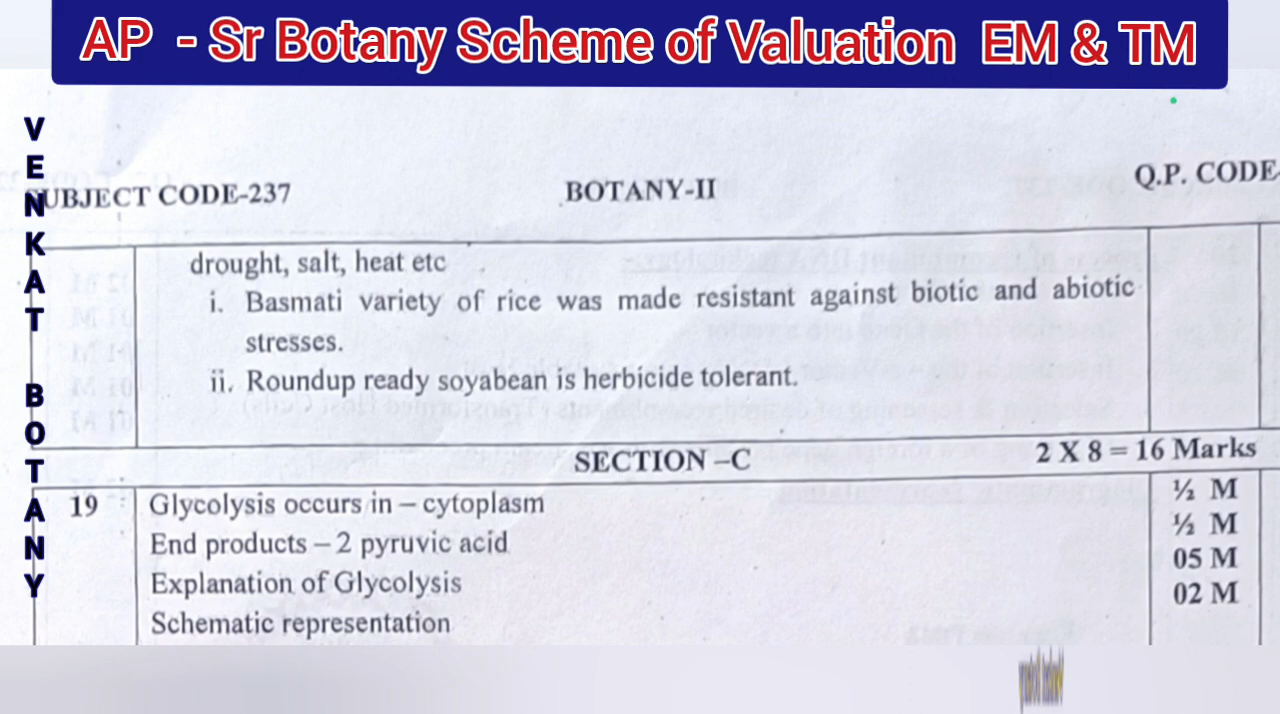 AP - Sr Botany Scheme of Valuation EM & TM
VENKAT BOTANY
UBJECT CODE-237 BOTANY-II Q.P. CODE-
drought, salt, heat etc
i. Basmati variety of rice was made resistant against biotic and abiotic
stresses.
ii. Roundup ready soyabean is herbicide tolerant.
SECTION –C 2 X 8 = 16 Marks
19 Glycolysis occurs in – cytoplasm ½ M
End products – 2 pyruvic acid ½ M
Explanation of Glycolysis 05 M
Schematic representation 02 M